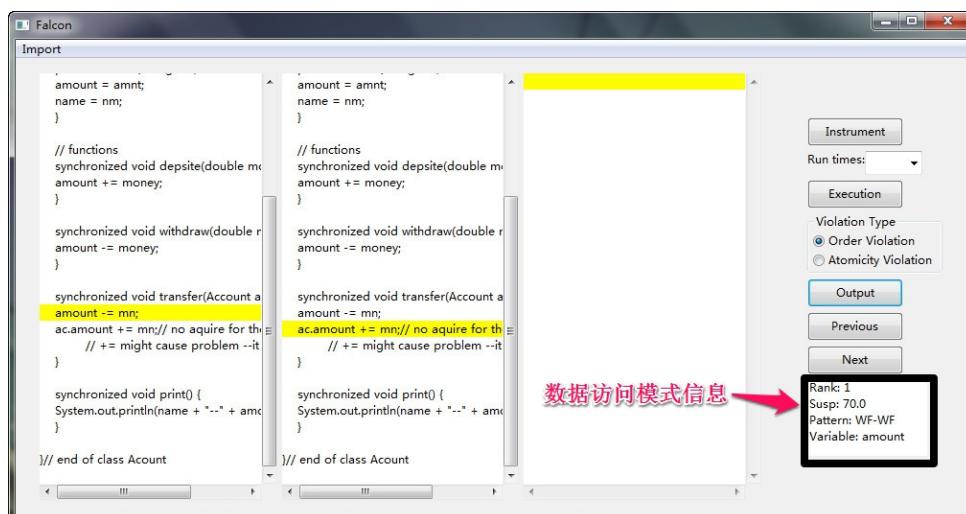 Falcon
Import
amount = amnt;
name = nm;
}
// functions
synchronized void depsite(double
amount += money;
}
synchronized void withdraw(double
amount -= money;
}
synchronized void transfer(Account a
amount -= mn;
ac.amount += mn;// no aquire for th
// += might cause problem --it
}
synchronized void print() {
System.out.println(name + "--" + amo
}
}// end of class Acount
amount = amnt;
name = nm;
}
// functions
synchronized void depsite(double
amount += money;
}
synchronized void withdraw(double
amount -= money;
}
synchronized void transfer(Account a
amount -= mn;
ac.amount += mn;// no aquire for th
// += might cause problem --it
}
synchronized void print() {
System.out.println(name + "--" + amo
}
}// end of class Acount
Instrument
Run times:
Execution
Violation Type
Order Violation
Atomicity Violation
Output
Previous
Next
数据访问模式信息
Rank: 1
Susp: 70.0
Pattern: WF-WF
Variable: amount